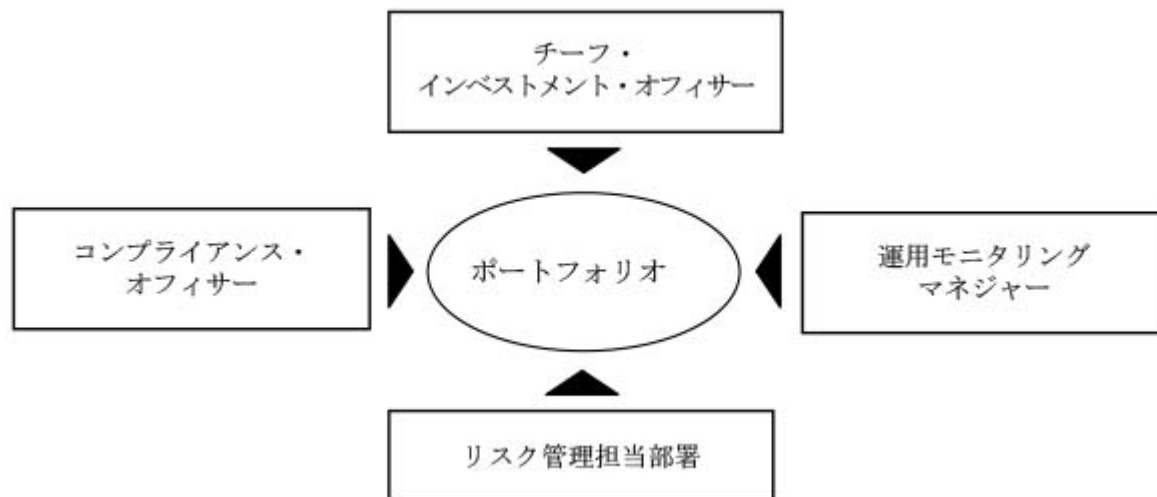 チーフ・
インベストメント・オフィサー
コンプライアンス・
オフィサー
ポートフォリオ
運用モニタリング
マネジャー
リスク管理担当部署